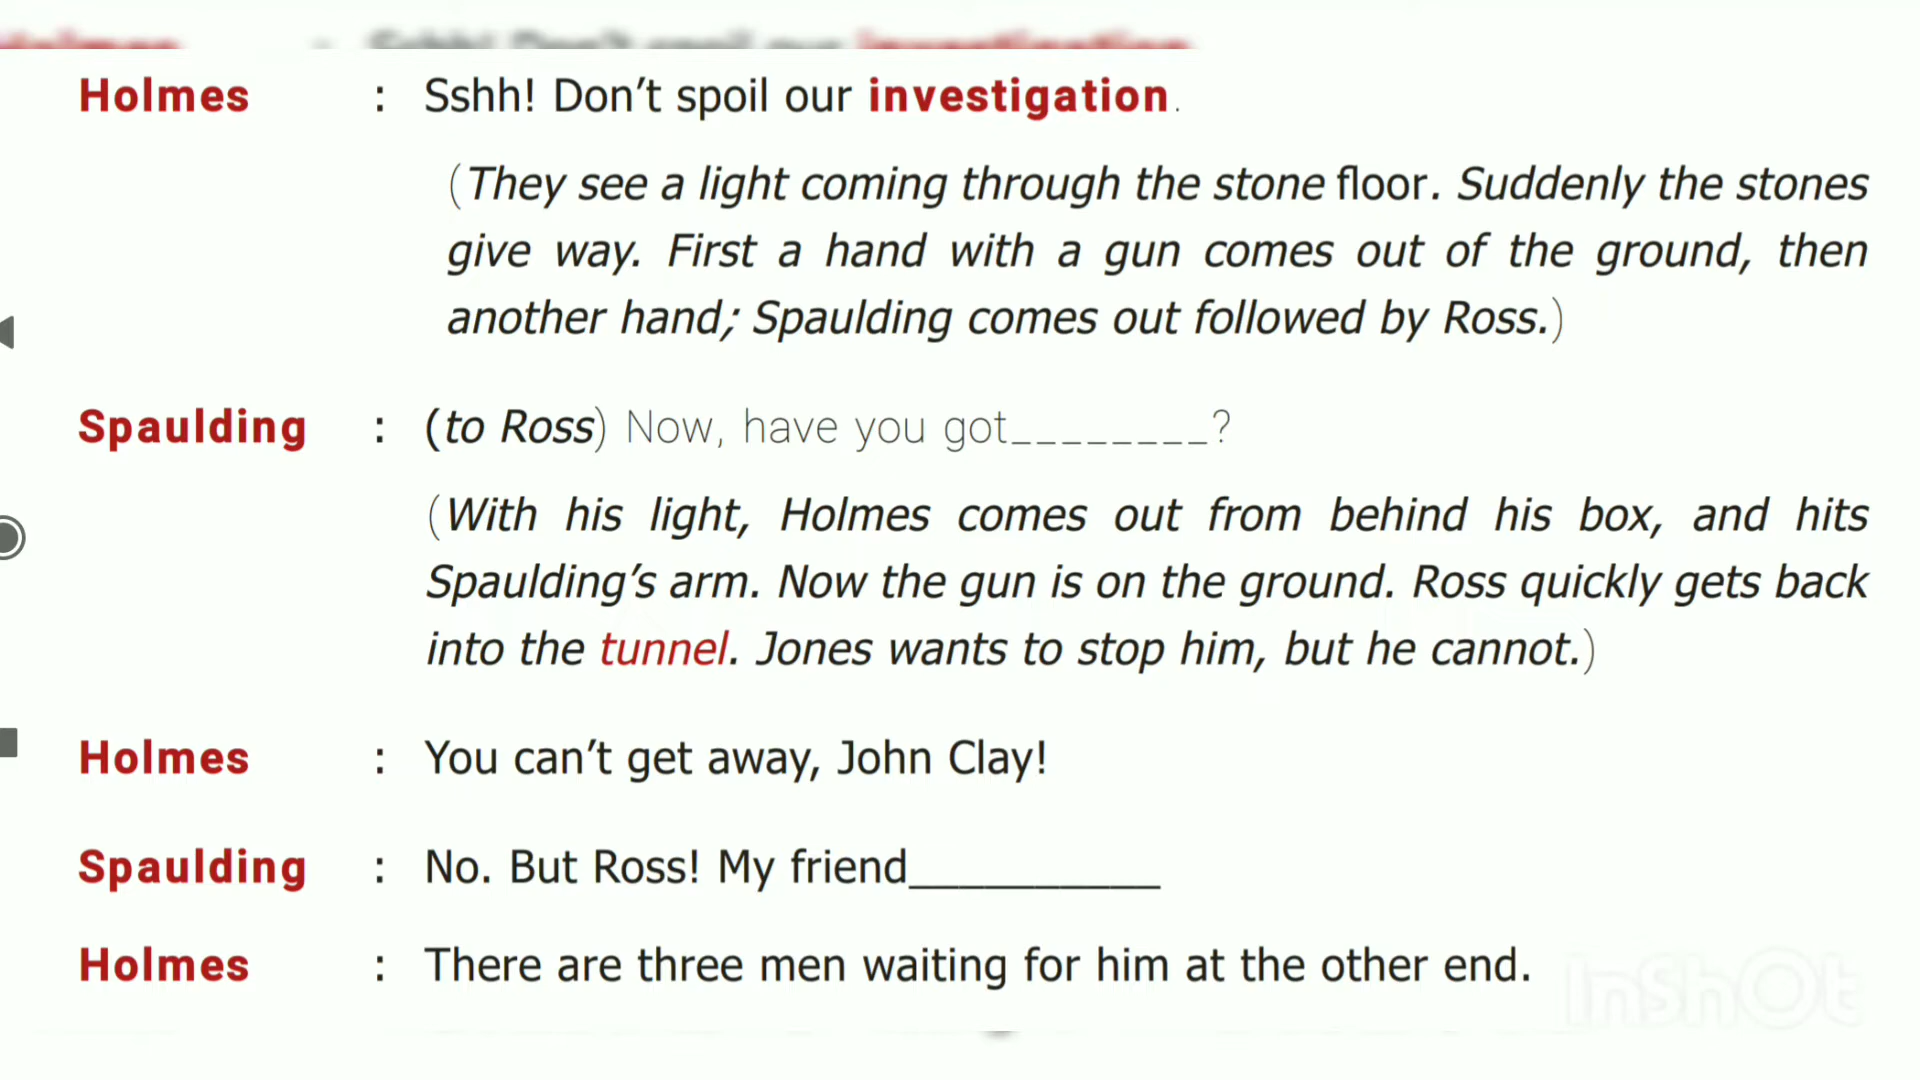 Holmes : Sshh! Don't spoil our investigation.
(They see a light coming through the stone floor. Suddenly the stones
give way. First a hand with a gun comes out of the ground, then
another hand; Spaulding comes out followed by Ross.)
Spaulding : (to Ross) Now, have you got________?
(With his light, Holmes comes out from behind his box, and hits
Spaulding's arm. Now the gun is on the ground. Ross quickly gets back
into the tunnel. Jones wants to stop him, but he cannot.)
Holmes : You can't get away, John Clay!
Spaulding : No. But Ross! My friend__________
Holmes : There are three men waiting for him at the other end.
InShOt